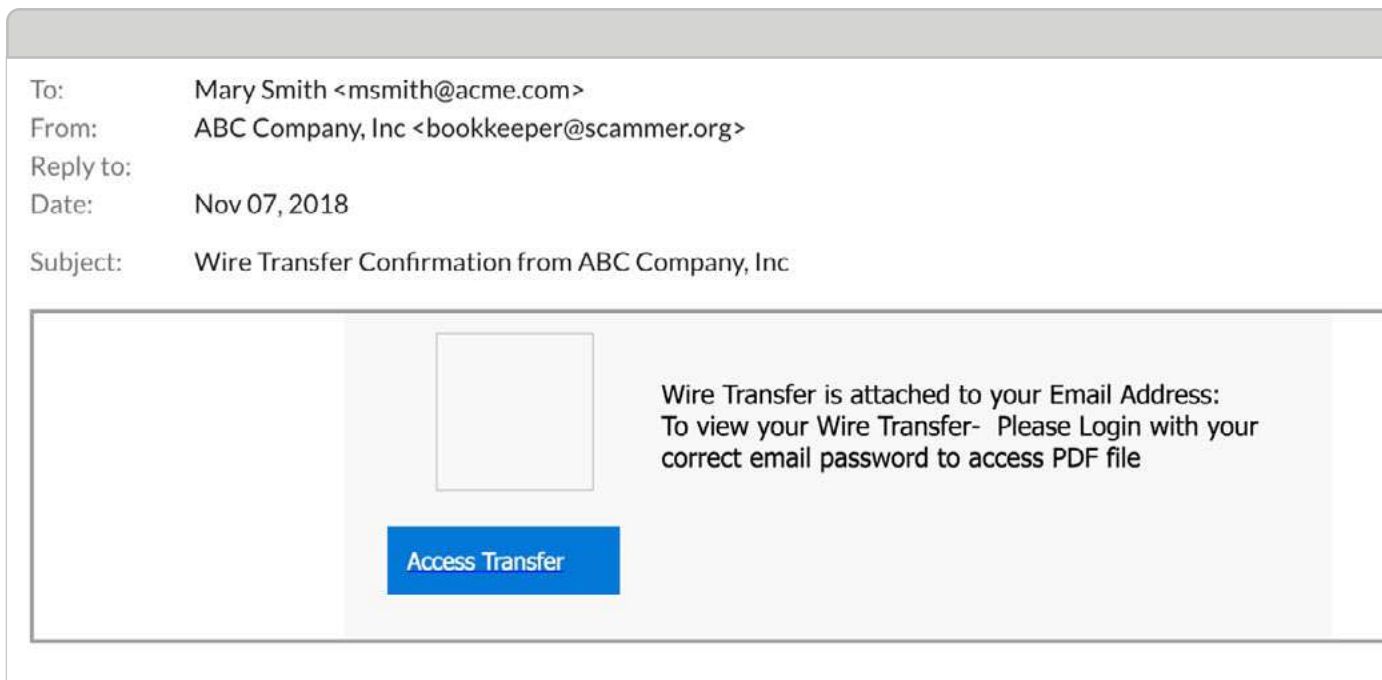 To: Mary Smith <msmith@acme.com>
From: ABC Company, Inc <bookkeeper@scammer.org>
Reply to:
Date: Nov 07, 2018
Subject: Wire Transfer Confirmation from ABC Company, Inc
Wire Transfer is attached to your Email Address:
To view your Wire Transfer- Please Login with your
correct email password to access PDF file
Access Transfer